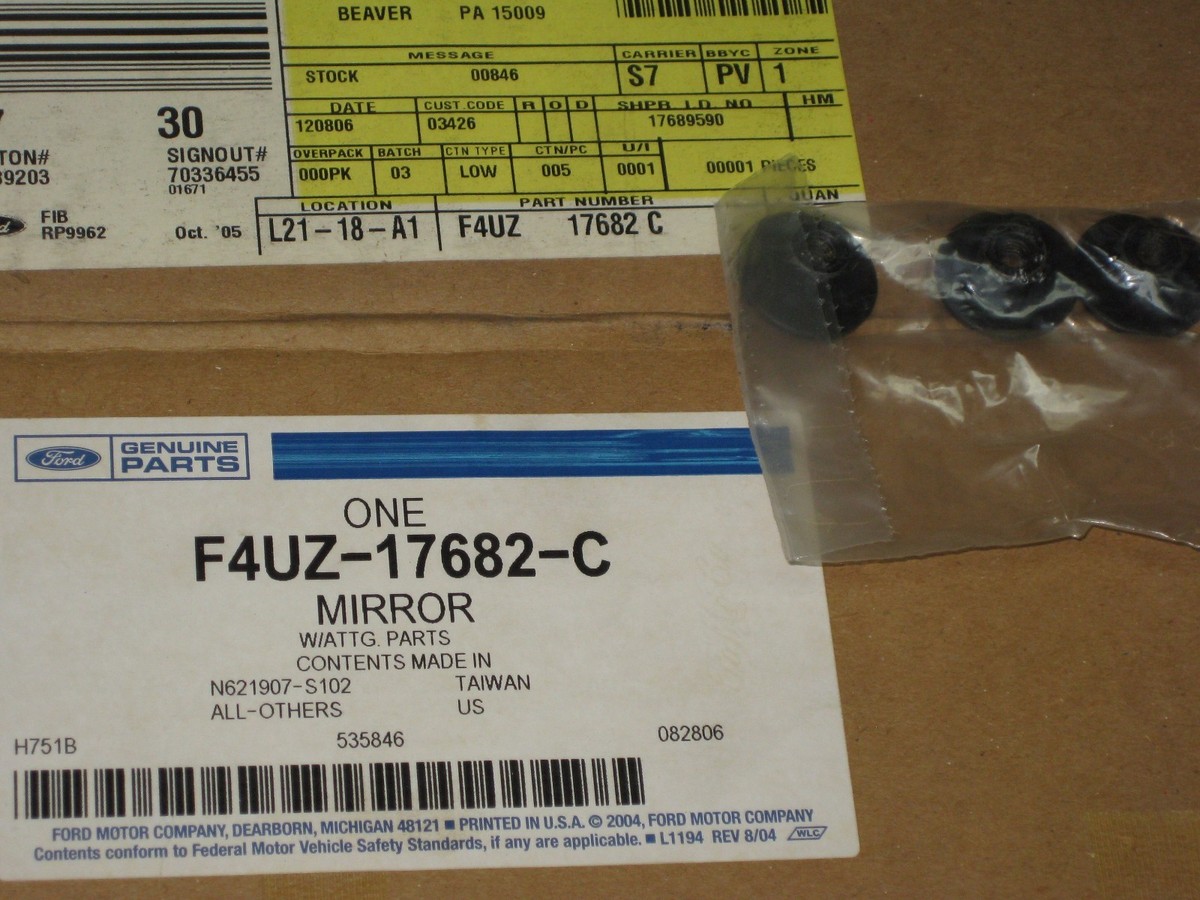 BEAVER PA 15009
MESSAGE CARRIER BBYC ZONE
STOCK 00846 S7 PV 1
DATE CUST.CODE R O D SHPR I.D. NO HM
120806 03426 17689590
OVERPACK BATCH CTN TYPE CTN/PC U/I
000PK 03 LOW 005 0001 00001 PIECES
30
SIGNOUT#
70336455
01671
TON#
39203
FIB
RP9962 Oct. '05
LOCATION PART NUMBER QUAN
L21-18-A1 F4UZ 17682 C
Ford GENUINE PARTS
ONE
F4UZ-17682-C
MIRROR
W/ATTG. PARTS
CONTENTS MADE IN
N621907-S102 TAIWAN
ALL-OTHERS US
H751B 535846 082806
FORD MOTOR COMPANY, DEARBORN, MICHIGAN 48121 ■ PRINTED IN U.S.A. © 2004, FORD MOTOR COMPANY
Contents conform to Federal Motor Vehicle Safety Standards, if any are applicable. ■ L1194 REV 8/04 WLC